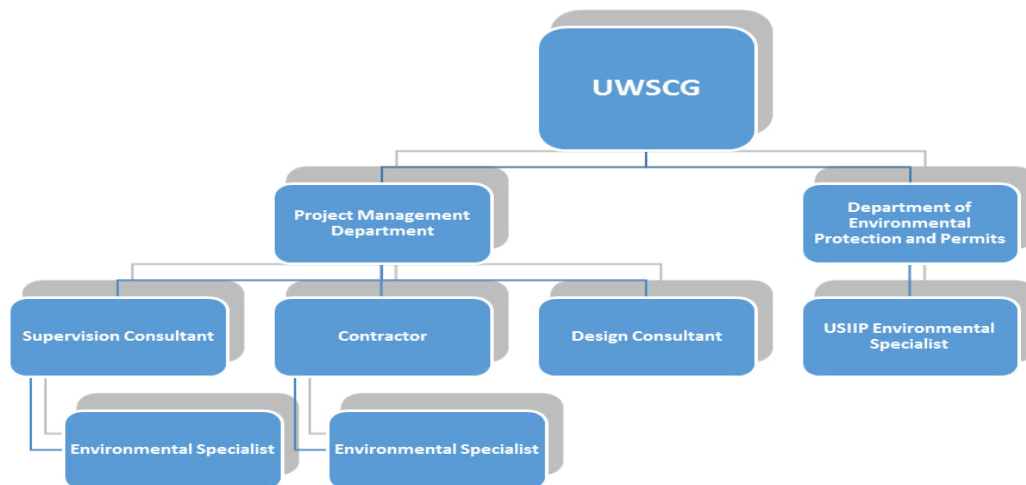 UWSCG
Project Management
Department
Department of
Environmental
Protection and Permits
Supervision Consultant
Contractor
Design Consultant
USIIP Environmental
Specialist
Environmental Specialist
Environmental Specialist